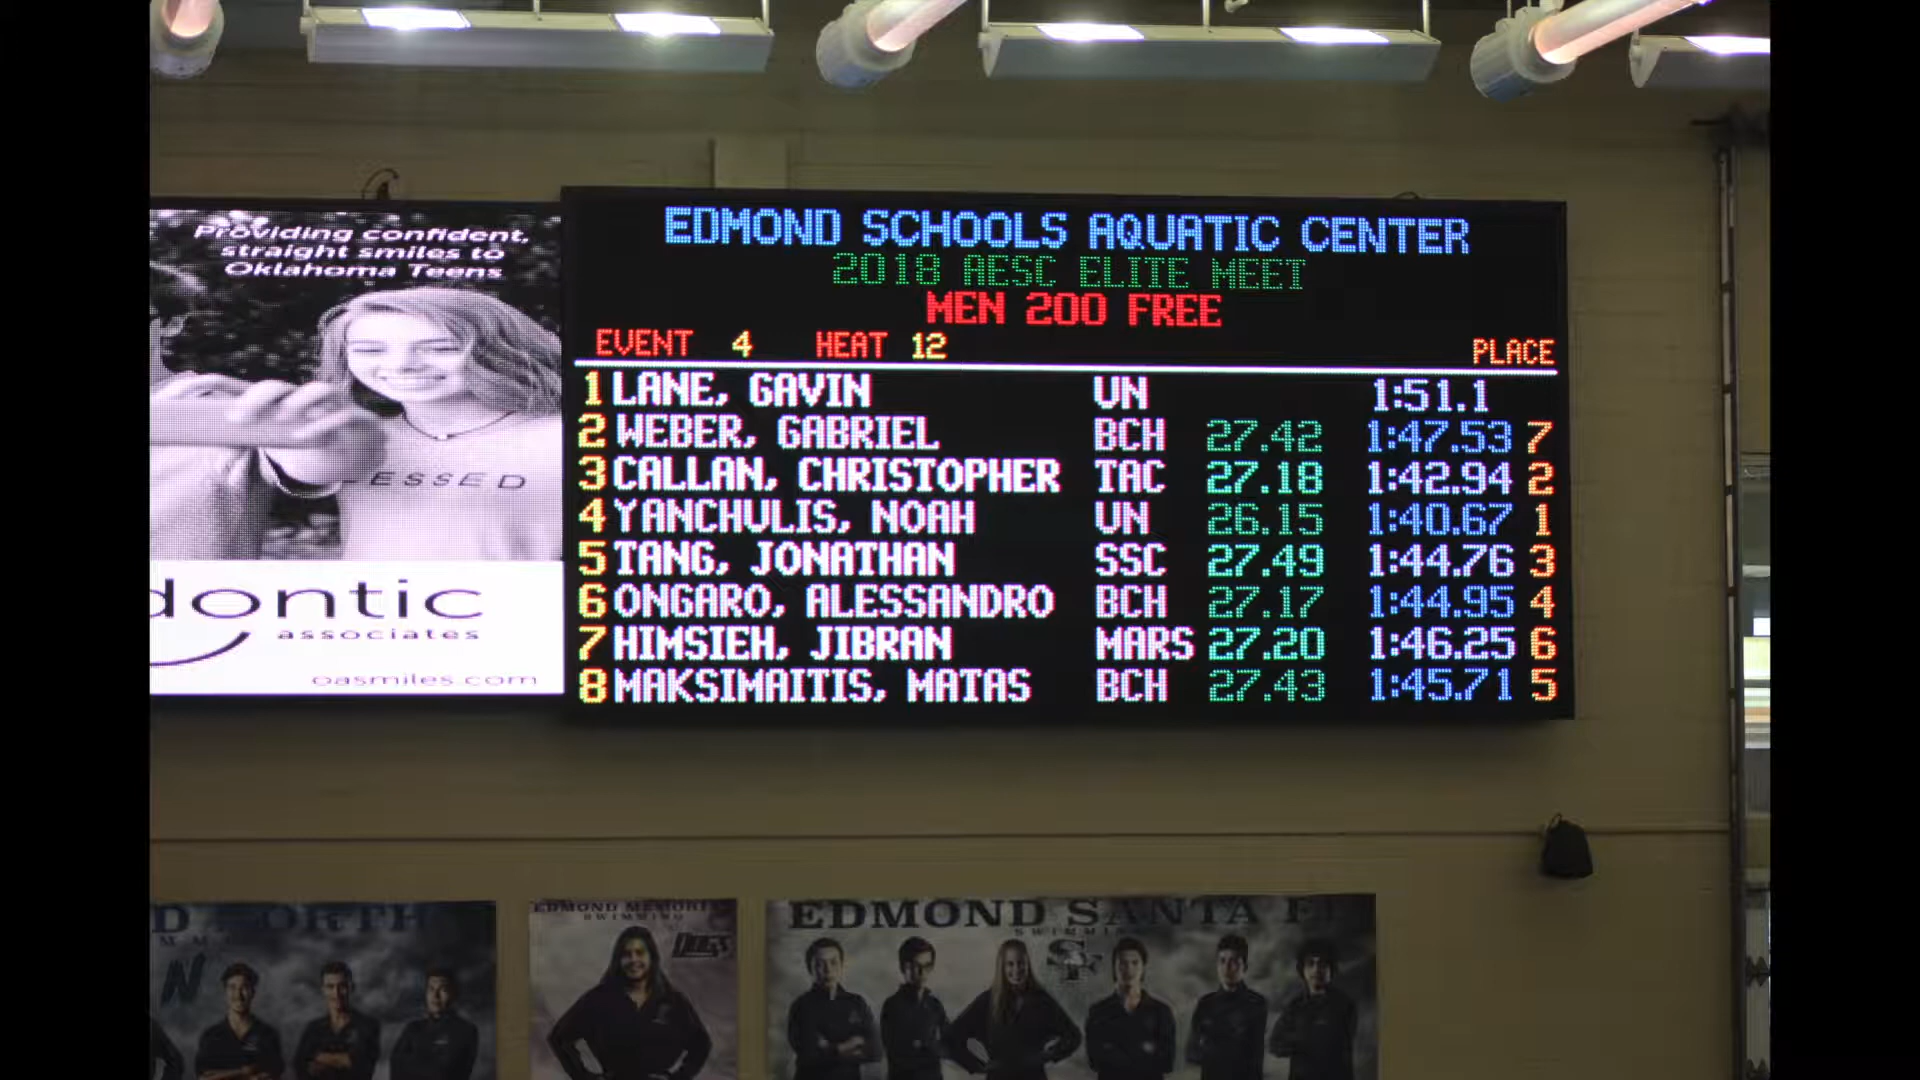 Providing confident,
straight smiles to
Oklahoma Teens
ESSED
dontic
associates
oasmiles.com
EDMOND SCHOOLS AQUATIC CENTER
2018 AESC ELITE MEET
MEN 200 FREE
EVENT 4 HEAT 12 PLACE
1 LANE, GAVIN UN 1:51.1
2 WEBER, GABRIEL BCH 27.42 1:47.53 7
3 CALLAN, CHRISTOPHER TAC 27.18 1:42.94 2
4 YANCHULIS, NOAH UN 26.15 1:40.67 1
5 TANG, JONATHAN SSC 27.49 1:44.76 3
6 ONGARO, ALESSANDRO BCH 27.17 1:44.95 4
7 HIMSIEH, JIBRAN MARS 27.20 1:46.25 6
8 MAKSIMAITIS, MATAS BCH 27.43 1:45.71 5
D NORTH
N
EDMOND MEMORIAL
SWIMMING
EDMOND SANTA FE
SWIMMING
SF